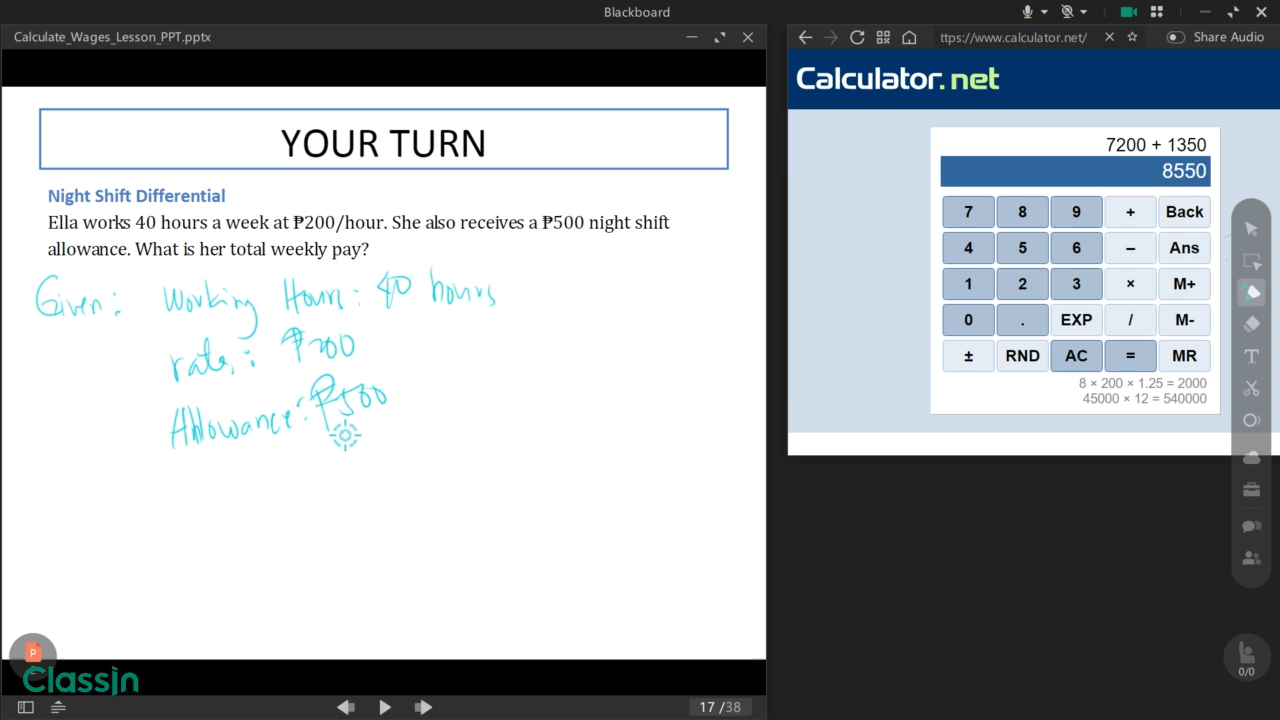 Blackboard
Calculate_Wages_Lesson_PPT.pptx
YOUR TURN
Night Shift Differential
Ella works 40 hours a week at ₱200/hour. She also receives a ₱500 night shift
allowance. What is her total weekly pay?
Given: Working Hours: 40 hours
rate: ₱200
Allowance: ₱500
Classin
17 /38
ttps://www.calculator.net/
Share Audio
Calculator.net
7200 + 1350
8550
7 8 9 + Back
4 5 6 – Ans
1 2 3 × M+
0 . EXP / M-
± RND AC = MR
8 × 200 × 1.25 = 2000
45000 × 12 = 540000
0/0